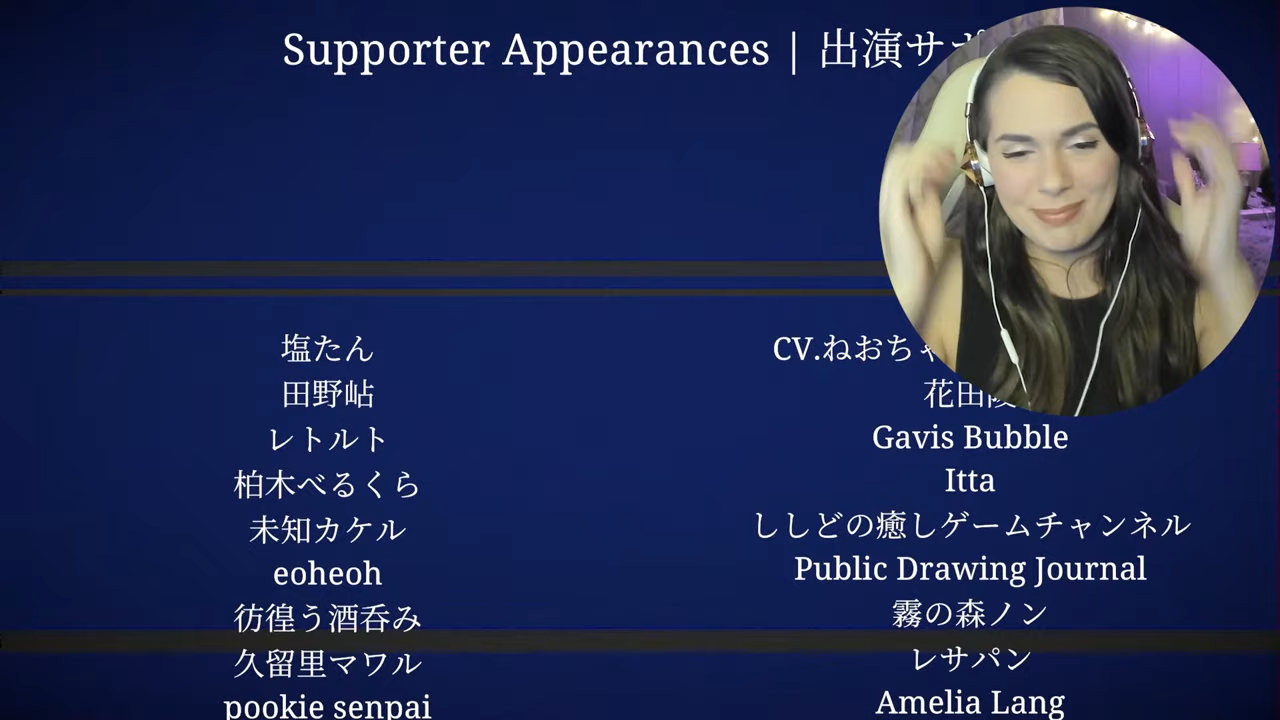 Supporter Appearances | 出演サポ
塩たん
田野岾
レトルト
柏木べるくら
未知カケル
eoheoh
彷徨う酒呑み
久留里マワル
pookie senpai
CV.ねおちゃ
花田
Gavis Bubble
Itta
ししどの癒しゲームチャンネル
Public Drawing Journal
霧の森ノン
レサパン
Amelia Lang